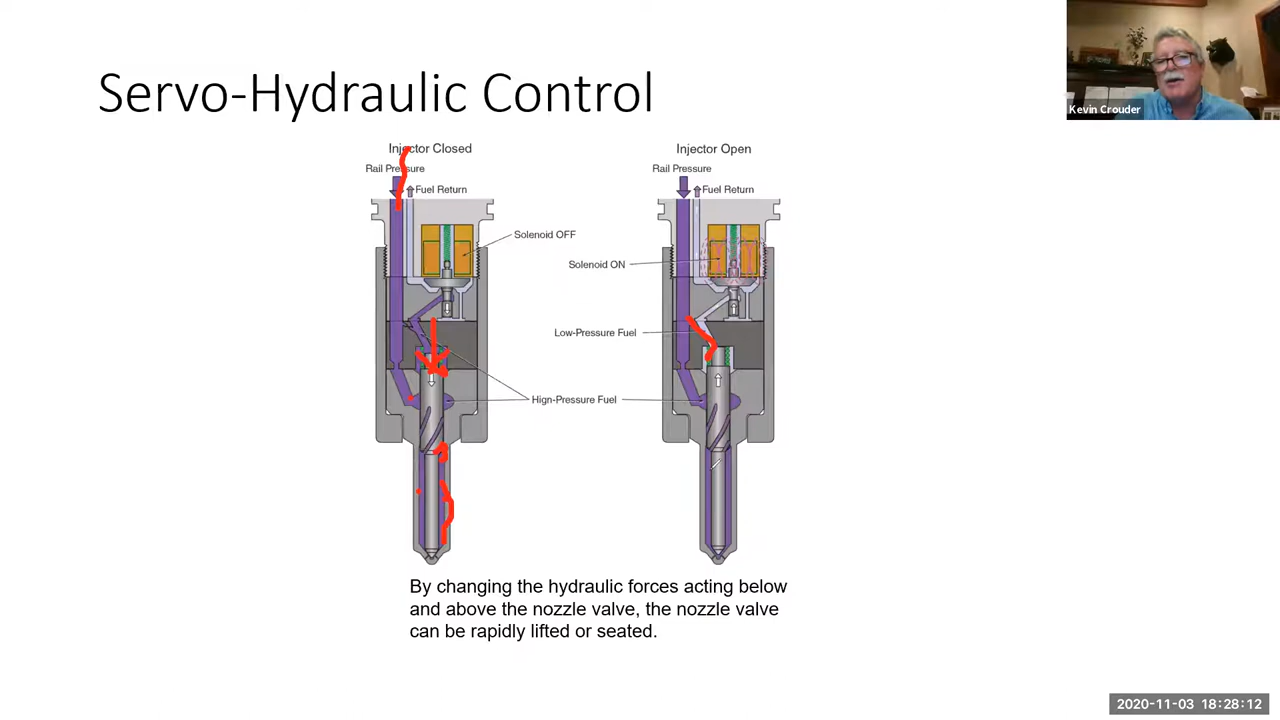 Servo-Hydraulic Control
Kevin Crouder
Injector Closed
Injector Open
Rail Pressure
Rail Pressure
Fuel Return
Fuel Return
Solenoid OFF
Solenoid ON
Low-Pressure Fuel
Hign-Pressure Fuel
By changing the hydraulic forces acting below
and above the nozzle valve, the nozzle valve
can be rapidly lifted or seated.
2020-11-03 18:28:12